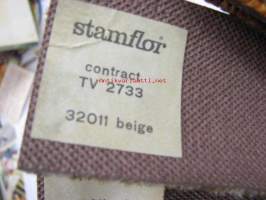 stamflor
contract
TV 2733
32011 beige